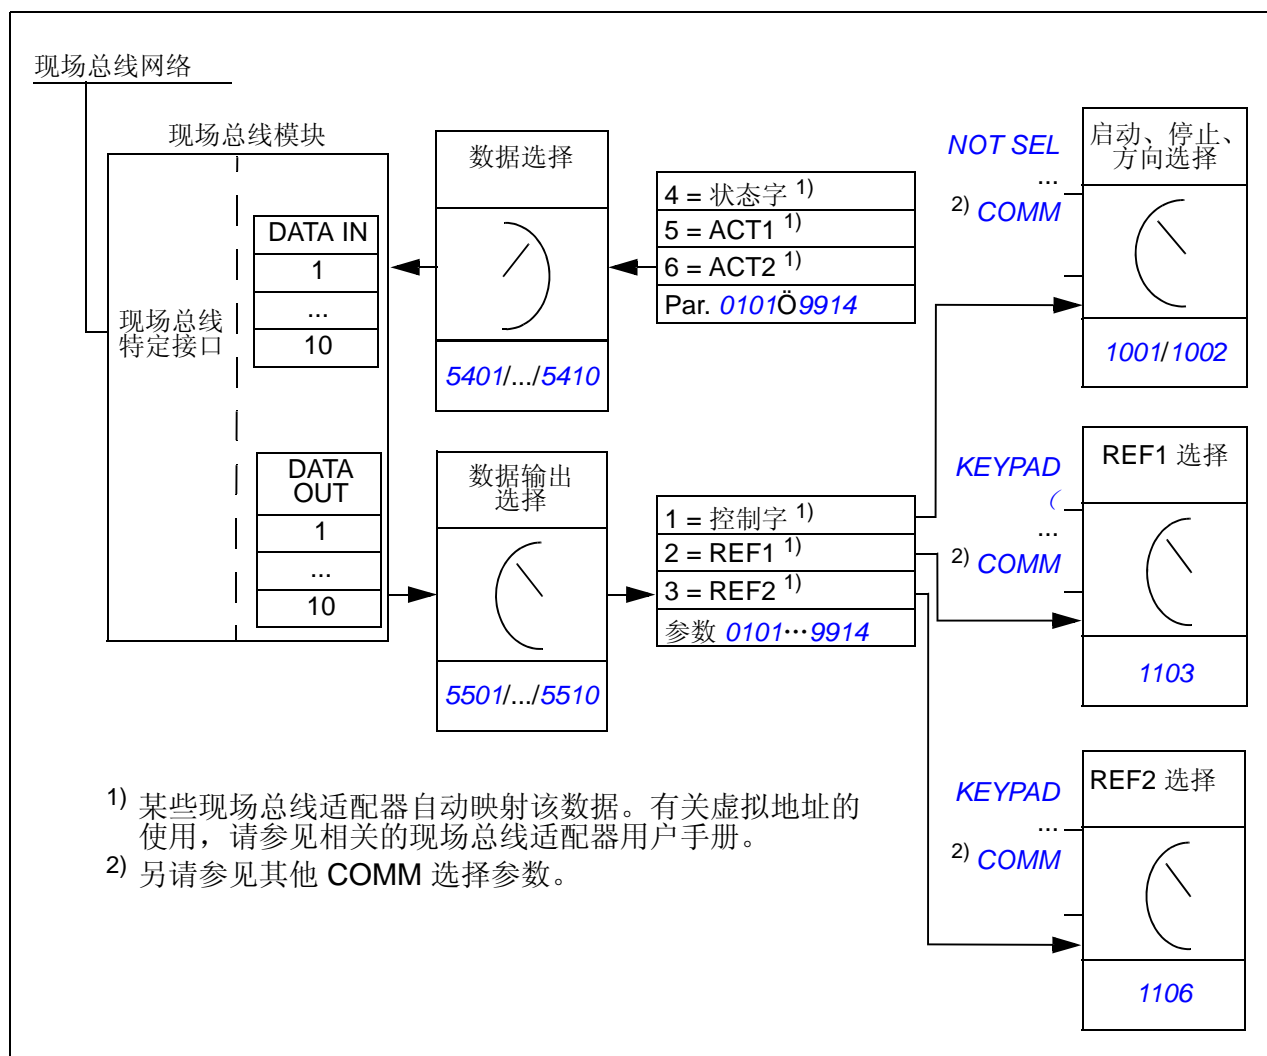 现场总线网络
现场总线模块
现场总线
特定接口
DATA IN
1
...
10
DATA
OUT
1
...
10
数据选择
5401/.../5410
数据输出
选择
5501/.../5510
4 = 状态字 1)
5 = ACT1 1)
6 = ACT2 1)
Par. 0101Ö9914
1 = 控制字 1)
2 = REF1 1)
3 = REF2 1)
参数 0101···9914
NOT SEL
...
2) COMM
启动、停止、
方向选择
1001/1002
KEYPAD
(
...
2) COMM
REF1 选择
1103
KEYPAD
...
2) COMM
REF2 选择
1106
1) 某些现场总线适配器自动映射该数据。有关虚拟地址的
使用，请参见相关的现场总线适配器用户手册。
2) 另请参见其他 COMM 选择参数。